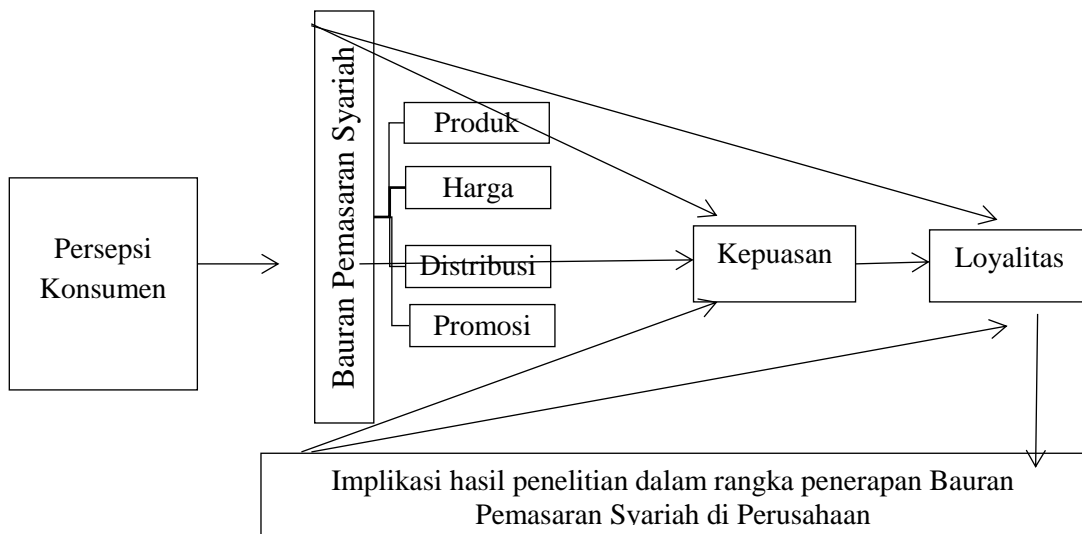 Persepsi
Konsumen
Bauran Pemasaran Syariah
Produk
Harga
Distribusi
Promosi
Kepuasan
Loyalitas
Implikasi hasil penelitian dalam rangka penerapan Bauran
Pemasaran Syariah di Perusahaan